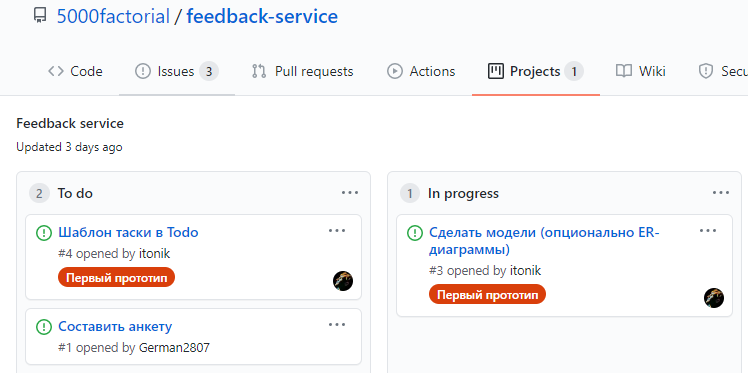 5000factorial / feedback-service
Code
Issues 3
Pull requests
Actions
Projects 1
Wiki
Secu
Feedback service
Updated 3 days ago
2 To do
Шаблон таски в Todo
#4 opened by itonik
Первый прототип
Составить анкету
#1 opened by German2807
1 In progress
Сделать модели (опционально ER-
диаграммы)
#3 opened by itonik
Первый прототип